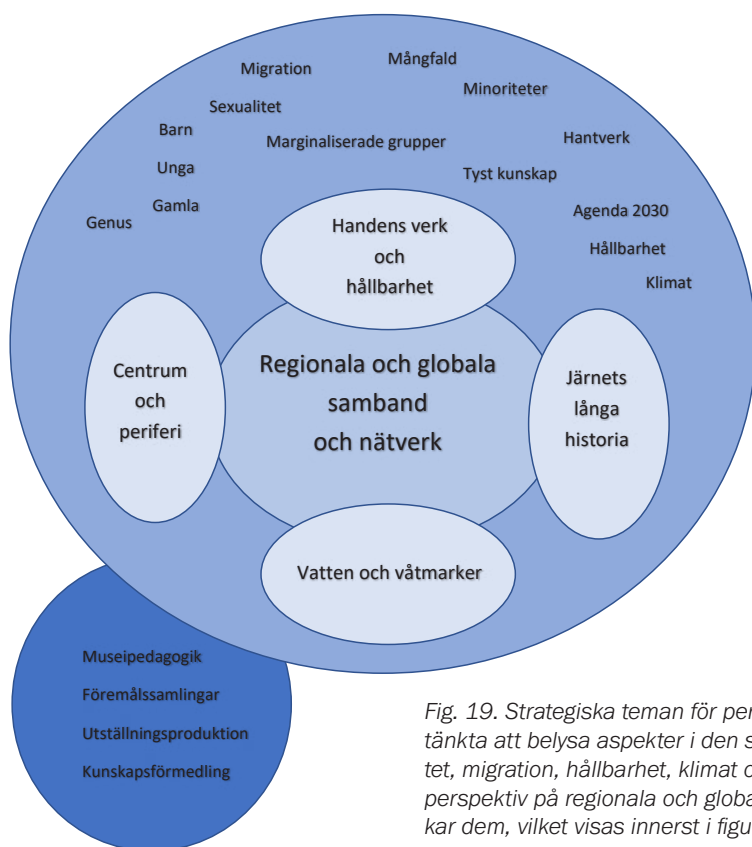 Migration
Mångfald
Minoriteter
Sexualitet
Barn
Marginaliserade grupper
Hantverk
Unga
Tyst kunskap
Gamla
Genus
Agenda 2030
Hållbarhet
Klimat
Handens verk
och
hållbarhet
Centrum
och
periferi
Regionala och globala
samband
och nätverk
Järnets
långa
historia
Vatten och våtmarker
Museipedagogik
Föremålssamlingar
Utställningsproduktion
Kunskapsförmedling
Fig. 19. Strategiska teman för per
tänkta att belysa aspekter i den s
tet, migration, hållbarhet, klimat o
perspektiv på regionala och globa
kar dem, vilket visas innerst i figu